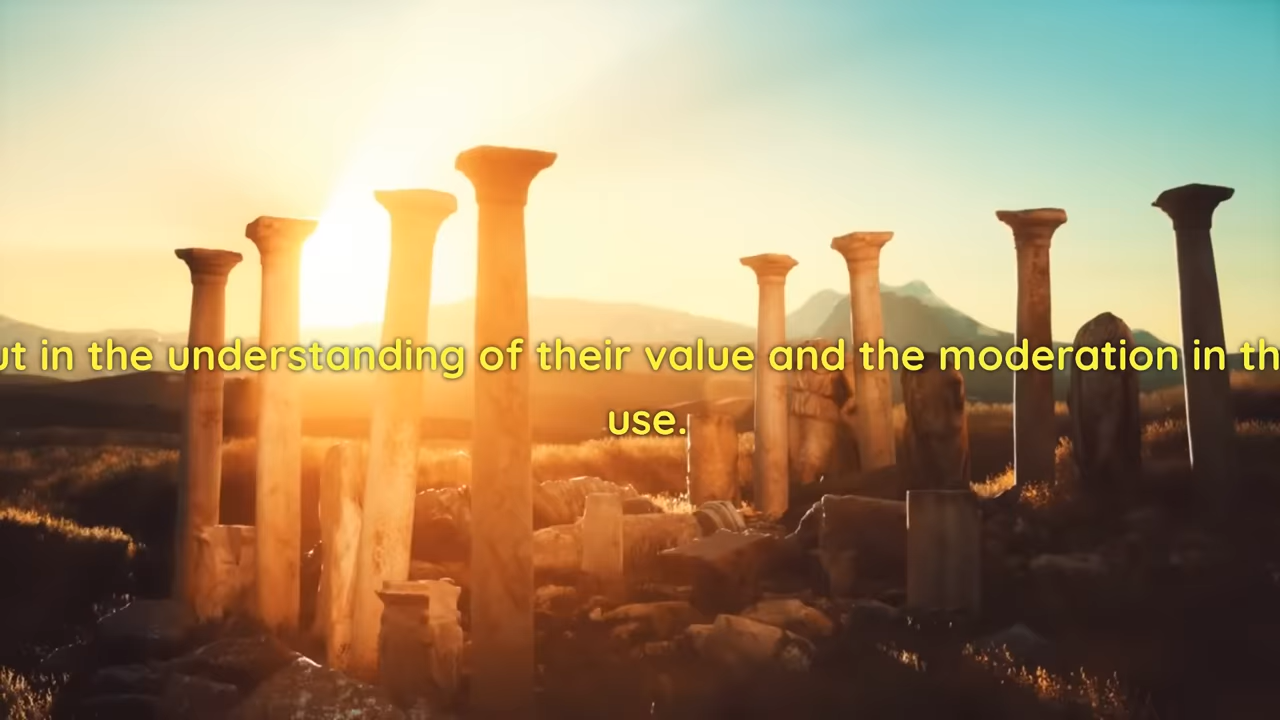 ut in the understanding of their value and the moderation in th
use.